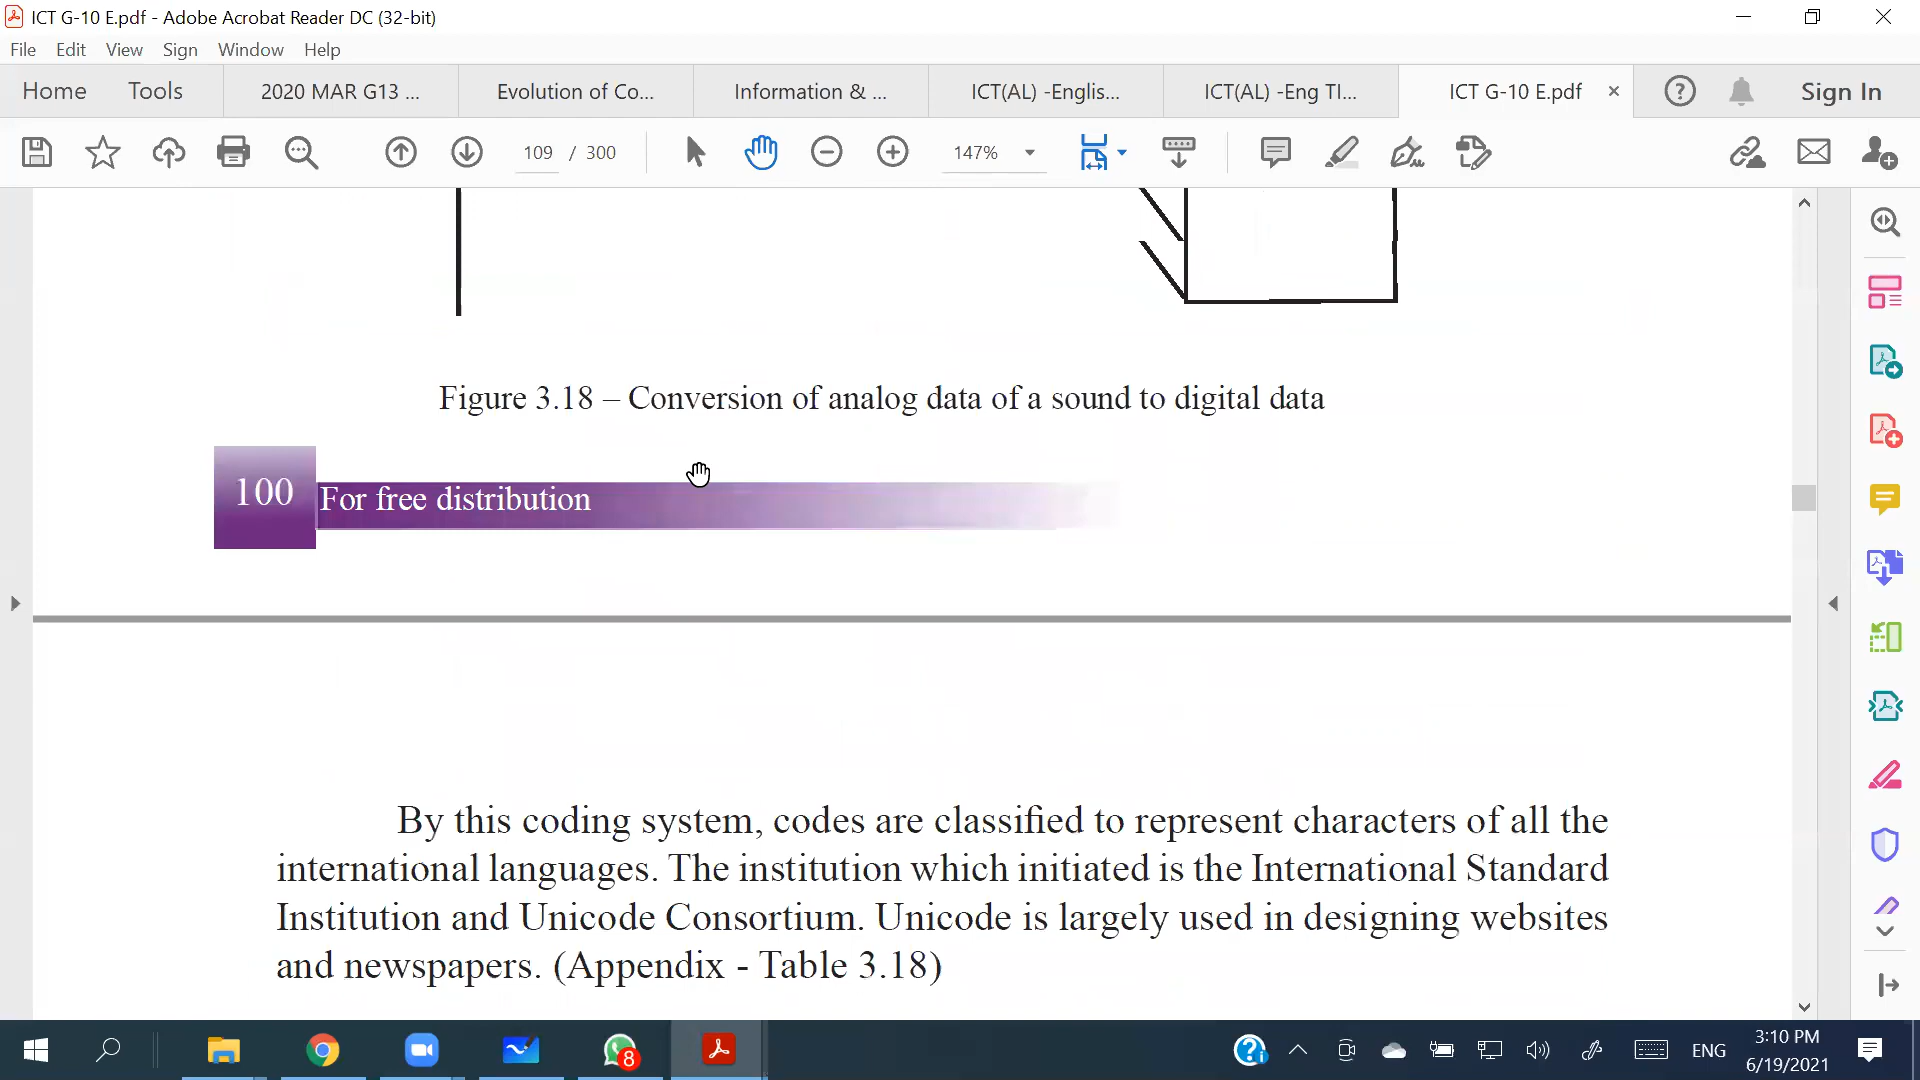 ICT G-10 E.pdf - Adobe Acrobat Reader DC (32-bit)
File Edit View Sign Window Help
Home Tools 2020 MAR G13 ... Evolution of Co... Information & ... ICT(AL) -Englis... ICT(AL) -Eng TI... ICT G-10 E.pdf Sign In
109 / 300 147%
Figure 3.18 – Conversion of analog data of a sound to digital data
100 For free distribution
By this coding system, codes are classified to represent characters of all the
international languages. The institution which initiated is the International Standard
Institution and Unicode Consortium. Unicode is largely used in designing websites
and newspapers. (Appendix - Table 3.18)
8
ENG
3:10 PM
6/19/2021